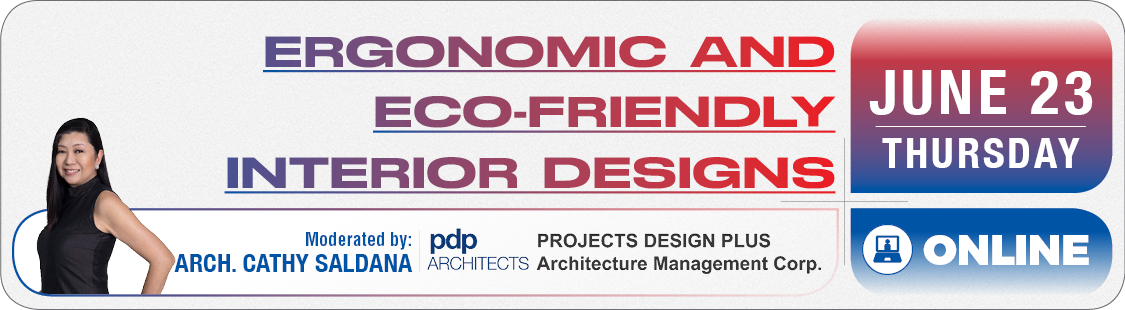 ERGONOMIC AND
ECO-FRIENDLY
INTERIOR DESIGNS
JUNE 23
THURSDAY
Moderated by:
ARCH. CATHY SALDANA
pdp
ARCHITECTS
PROJECTS DESIGN PLUS
Architecture Management Corp.
ONLINE